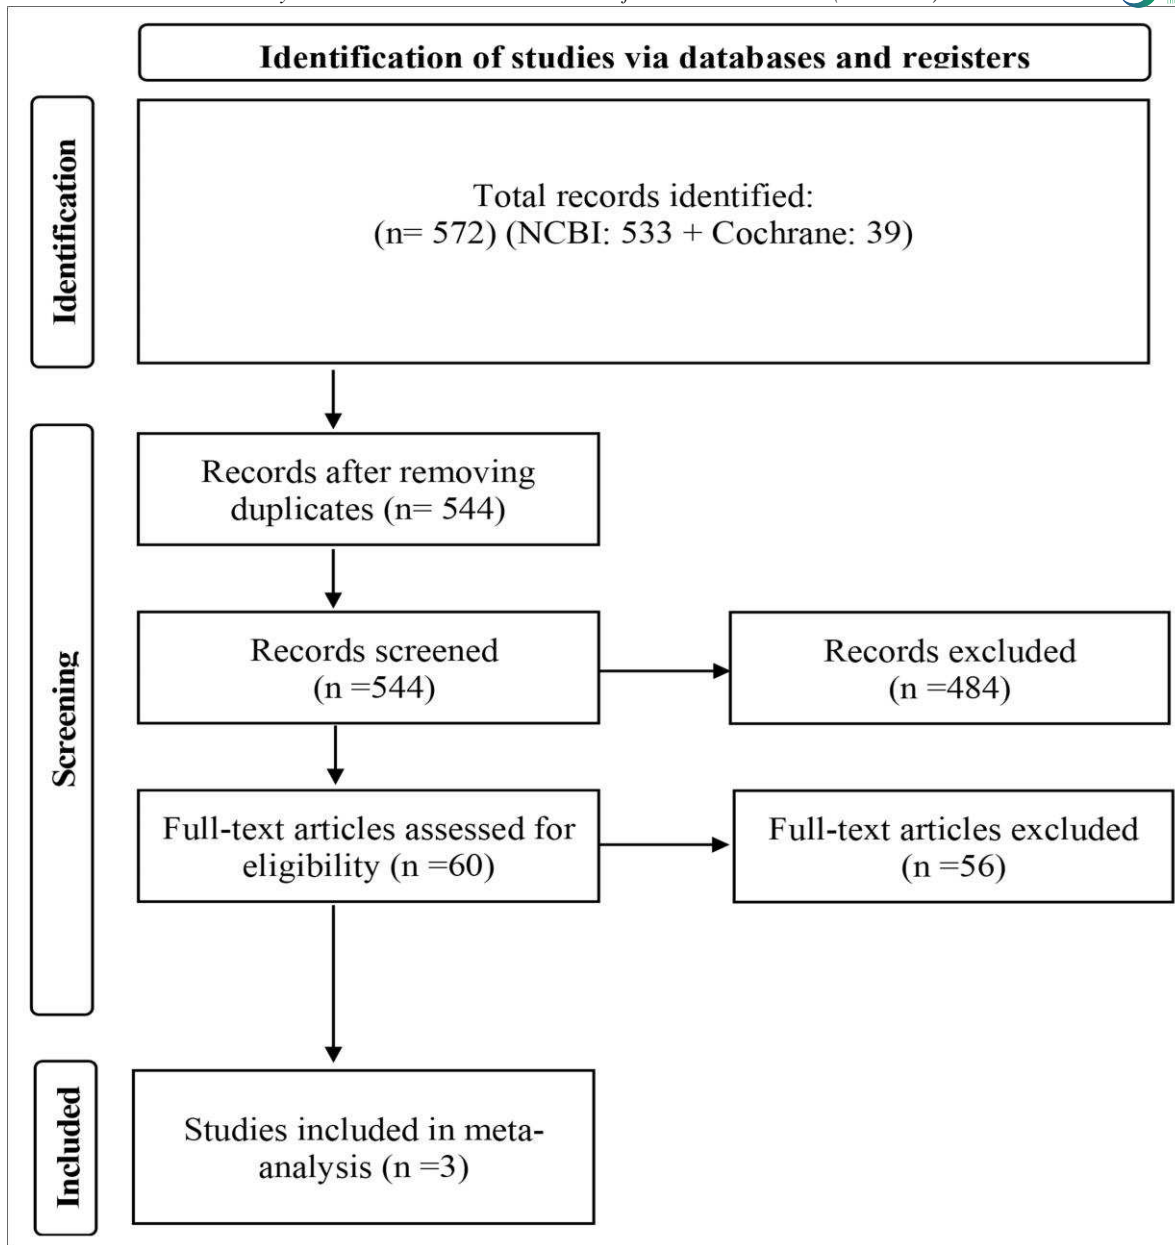 Identification of studies via databases and registers
Identification
Total records identified:
(n= 572) (NCBI: 533 + Cochrane: 39)
Screening
Records after removing
duplicates (n= 544)
Records screened
(n =544)
Records excluded
(n =484)
Full-text articles assessed for
eligibility (n =60)
Full-text articles excluded
(n =56)
Included
Studies included in meta-
analysis (n =3)